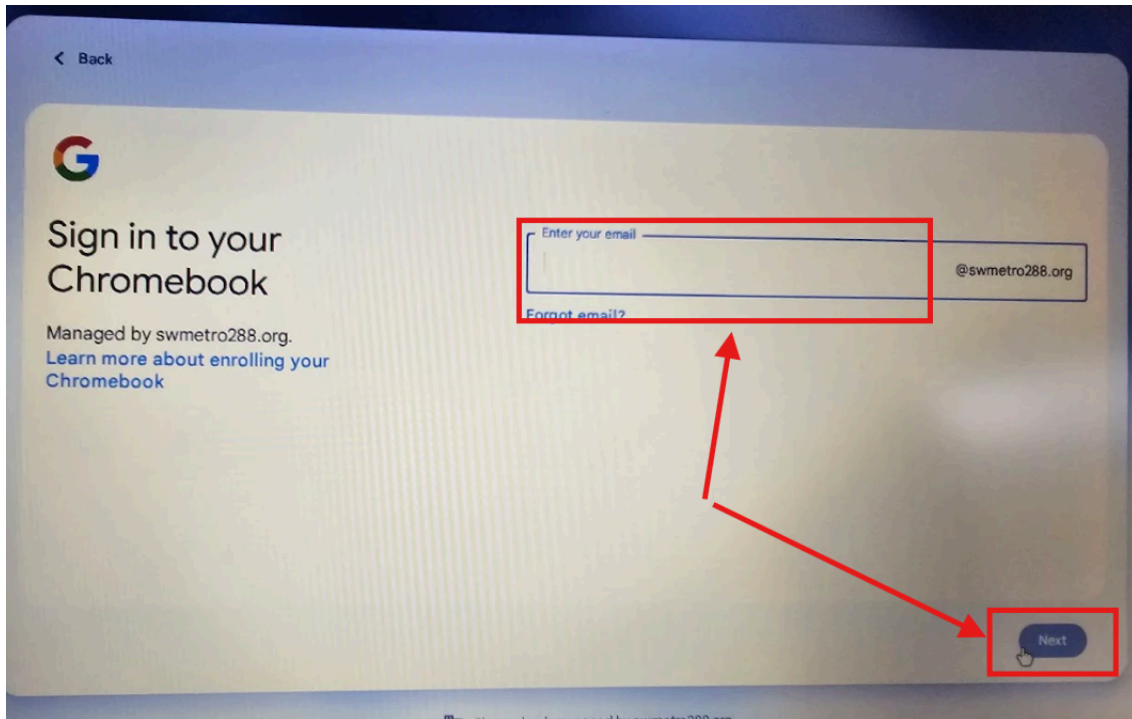 Back
Sign in to your
Chromebook
Managed by swmetro288.org.
Learn more about enrolling your
Chromebook
Enter your email
@swmetro288.org
Forgot email?
Next